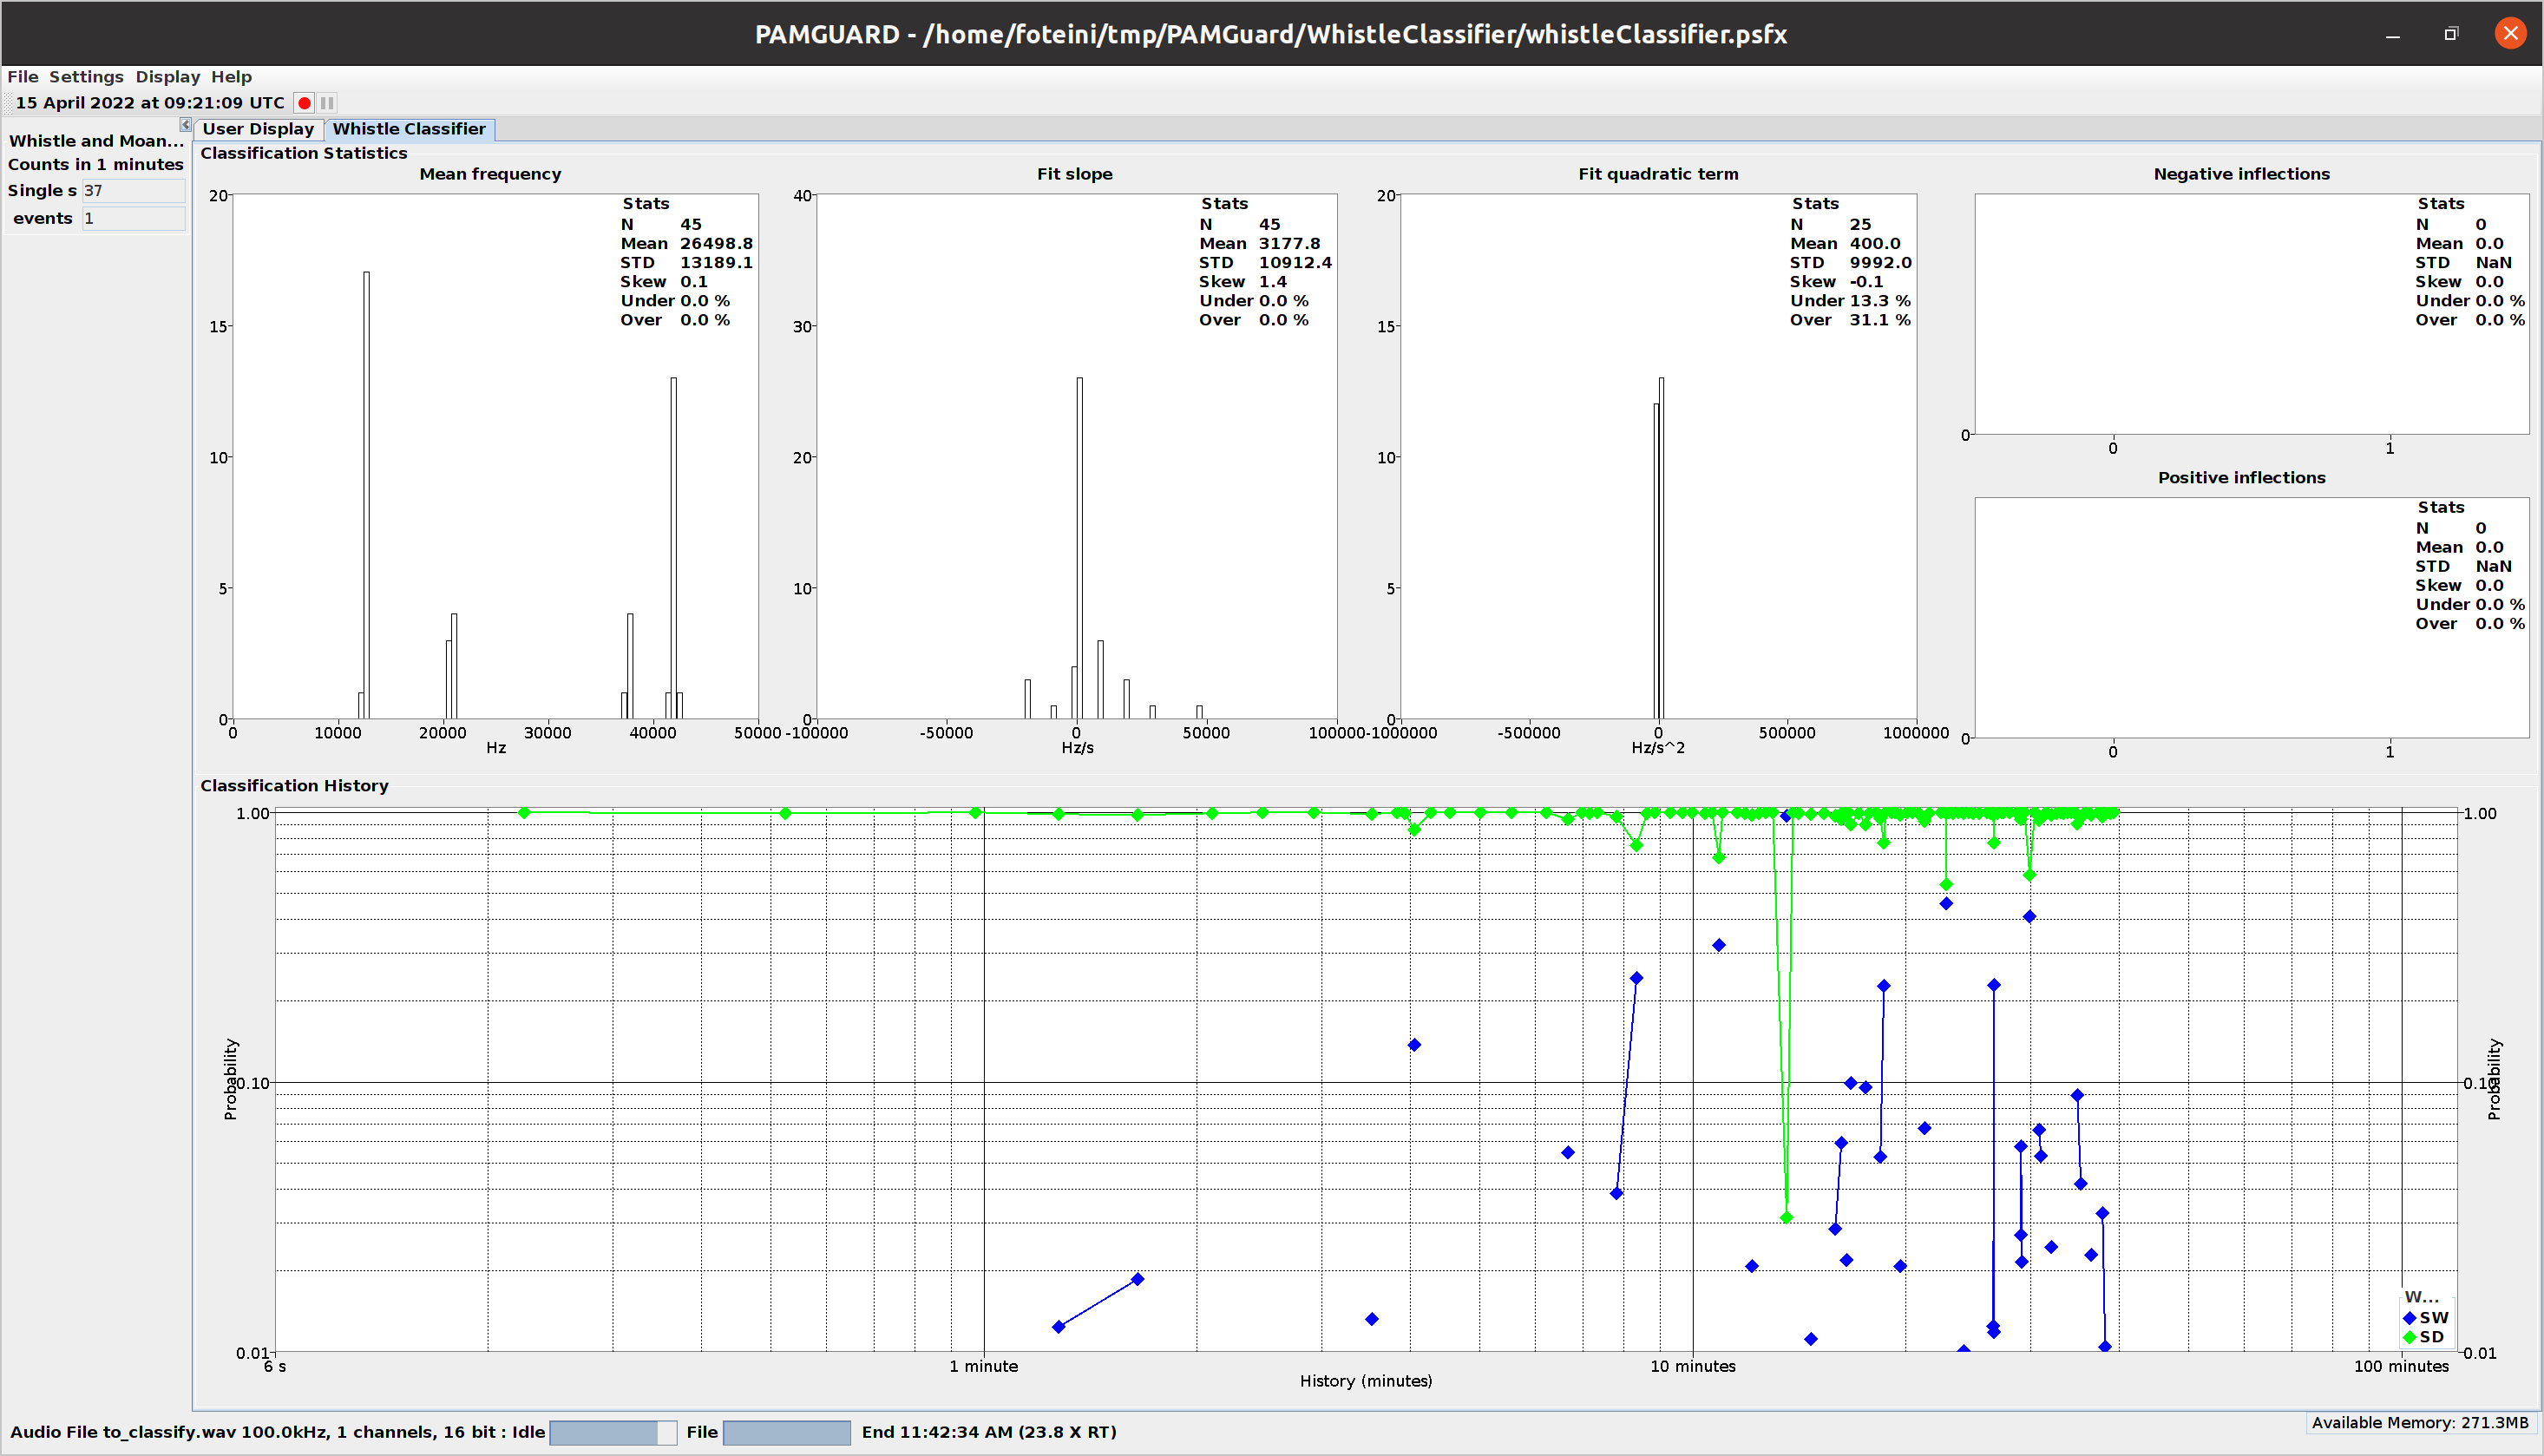 PAMGUARD - /home/foteini/tmp/PAMGuard/WhistleClassifier/whistleClassifier.psfx
File Settings Display Help
15 April 2022 at 09:21:09 UTC
Whistle and Moan...
Counts in 1 minutes
Single s 37
events 1
User Display Whistle Classifier
Classification Statistics
Mean frequency
20
15
10
5
0
0 10000 20000 30000 40000 50000
Hz
Stats
N 45
Mean 26498.8
STD 13189.1
Skew 0.1
Under 0.0 %
Over 0.0 %
Fit slope
40
30
20
10
0
-100000 -50000 0 50000 100000
Hz/s
Stats
N 45
Mean 3177.8
STD 10912.4
Skew 1.4
Under 0.0 %
Over 0.0 %
Fit quadratic term
20
15
10
5
0
-1000000 -500000 0 500000 1000000
Hz/s^2
Stats
N 25
Mean 400.0
STD 9992.0
Skew -0.1
Under 13.3 %
Over 31.1 %
Negative inflections
0
0 1
Stats
N 0
Mean 0.0
STD NaN
Skew 0.0
Under 0.0 %
Over 0.0 %
Positive inflections
0
0 1
Stats
N 0
Mean 0.0
STD NaN
Skew 0.0
Under 0.0 %
Over 0.0 %
Classification History
1.00 1.00
0.10 0.10
0.01 0.01
Probability Probability
6 s 1 minute 10 minutes 100 minutes
History (minutes)
W...
SW
SD
Audio File to_classify.wav 100.0kHz, 1 channels, 16 bit : Idle File End 11:42:34 AM (23.8 X RT)
Available Memory: 271.3MB